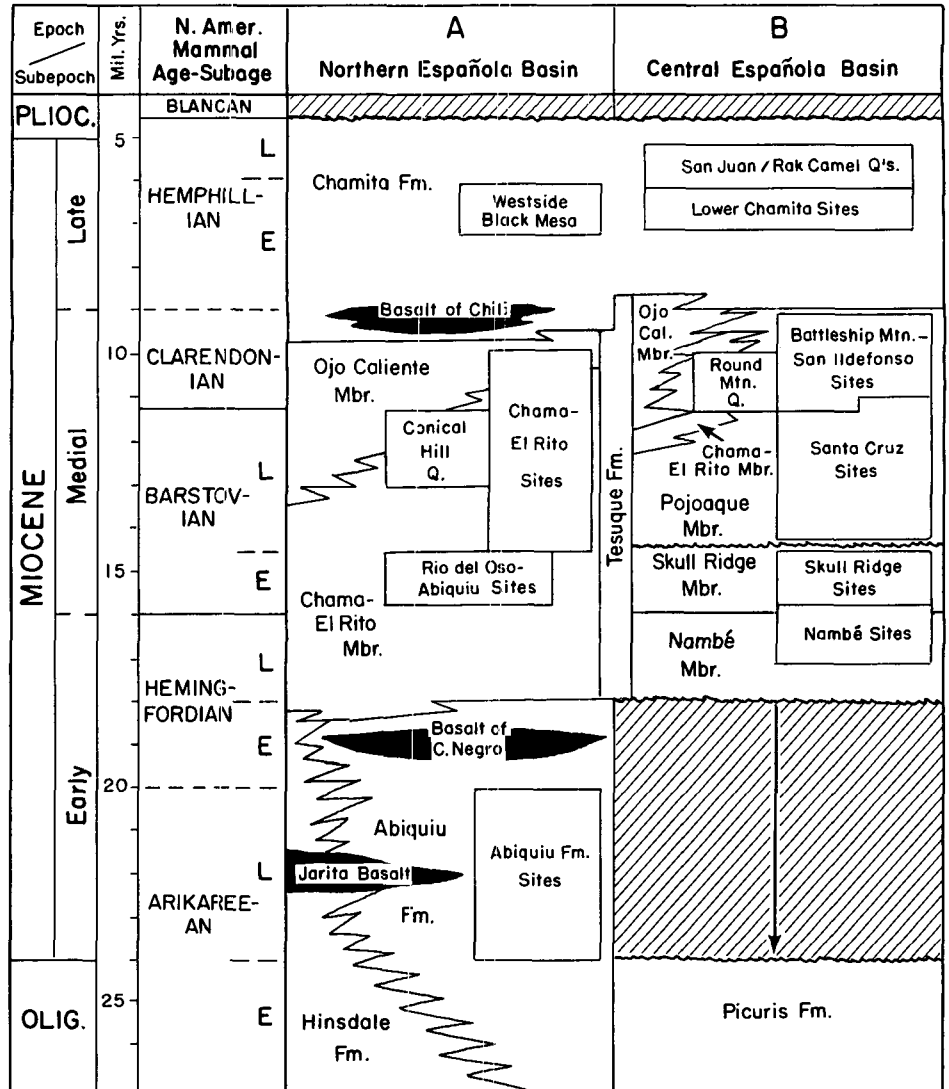 Epoch
Subepoch
Mil. Yrs.
N. Amer.
Mammal
Age-Subage
A
Northern Española Basin
B
Central Española Basin
PLIOC.
MIOCENE
OLIG.
Late
Medial
Early
5
10
15
20
25
BLANCAN
HEMPHILL-
IAN
L
E
CLARENDON-
IAN
BARSTOV-
IAN
L
E
HEMING-
FORDIAN
L
E
ARIKAREE-
AN
L
E
Chamita Fm.
Westside
Black Mesa
Basalt of Chili
Ojo Caliente
Mbr.
Conical
Hill
Q.
Chama-
El Rito
Sites
Rio del Oso-
Abiquiu Sites
Chama-
El Rito
Mbr.
Basalt of
C. Negro
Abiquiu
Fm.
Jarita Basalt
Abiquiu Fm.
Sites
Hinsdale
Fm.
Tesuque Fm.
San Juan / Rak Camel Q's.
Lower Chamita Sites
Ojo
Cal.
Mbr.
Round
Mtn.
Q.
Battleship Mtn.-
San Ildefonso
Sites
Chama-
El Rito Mbr.
Santa Cruz
Sites
Pojoaque
Mbr.
Skull Ridge
Mbr.
Skull Ridge
Sites
Nambé
Mbr.
Nambé Sites
Picuris Fm.